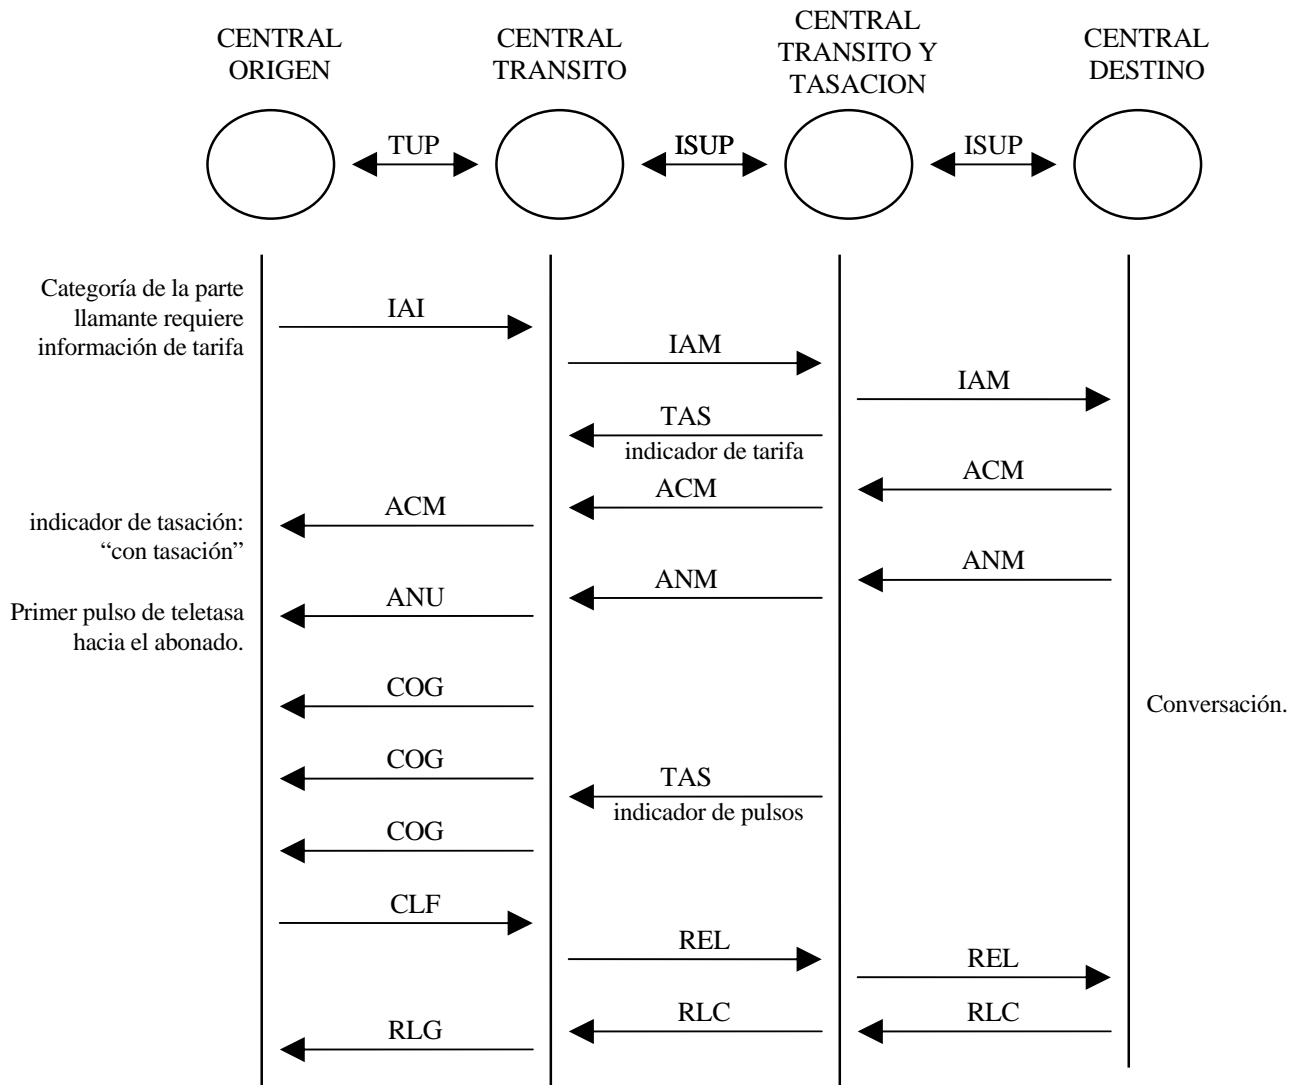 CENTRAL
ORIGEN
CENTRAL
TRANSITO
CENTRAL
TRANSITO Y
TASACION
CENTRAL
DESTINO
TUP
ISUP
ISUP
Categoría de la parte
llamante requiere
información de tarifa
IAI
IAM
IAM
TAS
indicador de tarifa
ACM
ACM
ACM
indicador de tasación:
“con tasación”
ANM
ANM
ANU
Primer pulso de teletasa
hacia el abonado.
COG
Conversación.
COG
TAS
indicador de pulsos
COG
CLF
REL
REL
RLC
RLC
RLG